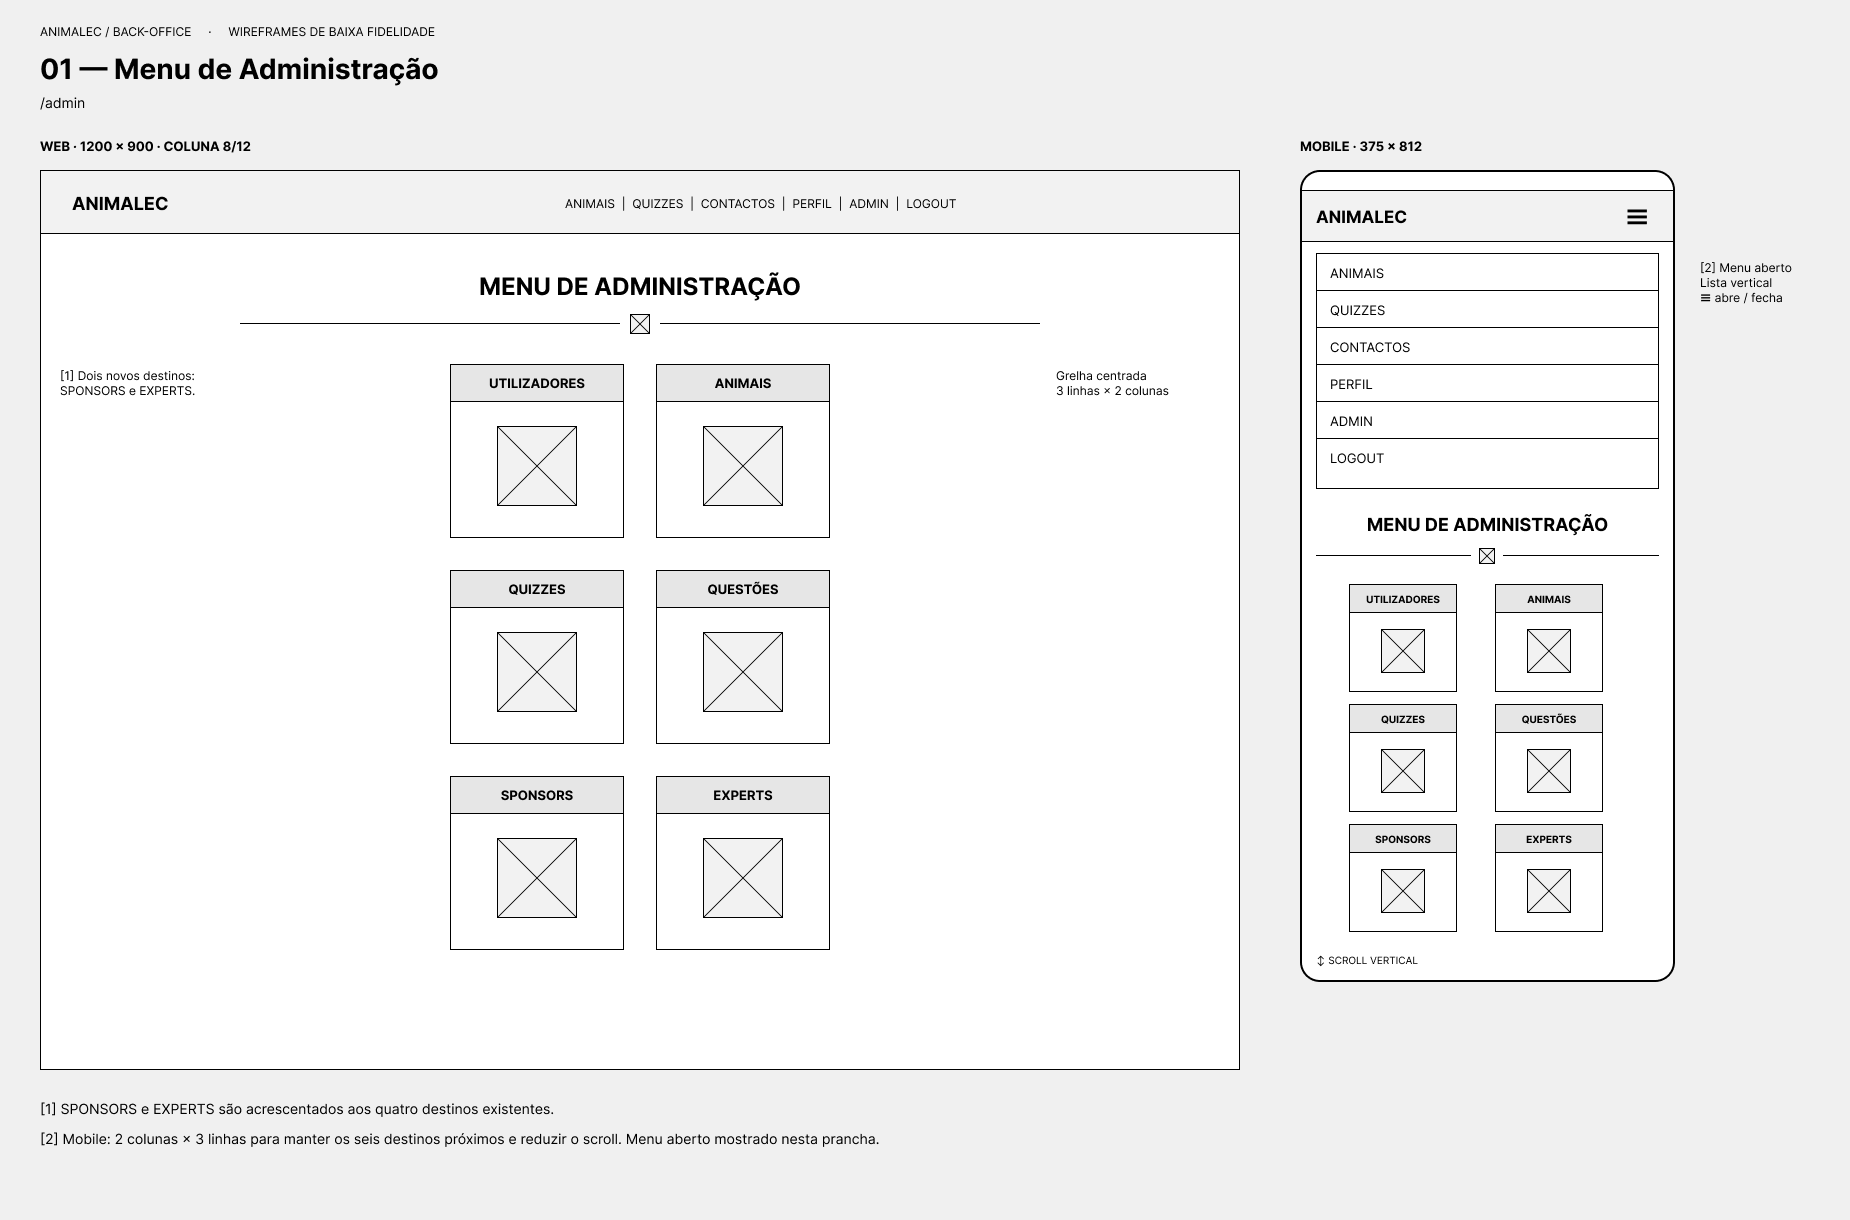 ANIMALEC / BACK-OFFICE · WIREFRAMES DE BAIXA FIDELIDADE
01 — Menu de Administração
/admin
WEB · 1200 × 900 · COLUNA 8/12
ANIMALEC
ANIMAIS | QUIZZES | CONTACTOS | PERFIL | ADMIN | LOGOUT
MENU DE ADMINISTRAÇÃO
[1] Dois novos destinos:
SPONSORS e EXPERTS.
UTILIZADORES
ANIMAIS
Grelha centrada
3 linhas × 2 colunas
QUIZZES
QUESTÕES
SPONSORS
EXPERTS
MOBILE · 375 × 812
ANIMALEC
ANIMAIS
QUIZZES
CONTACTOS
PERFIL
ADMIN
LOGOUT
[2] Menu aberto
Lista vertical
≡ abre / fecha
MENU DE ADMINISTRAÇÃO
UTILIZADORES
ANIMAIS
QUIZZES
QUESTÕES
SPONSORS
EXPERTS
↕ SCROLL VERTICAL
[1] SPONSORS e EXPERTS são acrescentados aos quatro destinos existentes.
[2] Mobile: 2 colunas × 3 linhas para manter os seis destinos próximos e reduzir o scroll. Menu aberto mostrado nesta prancha.